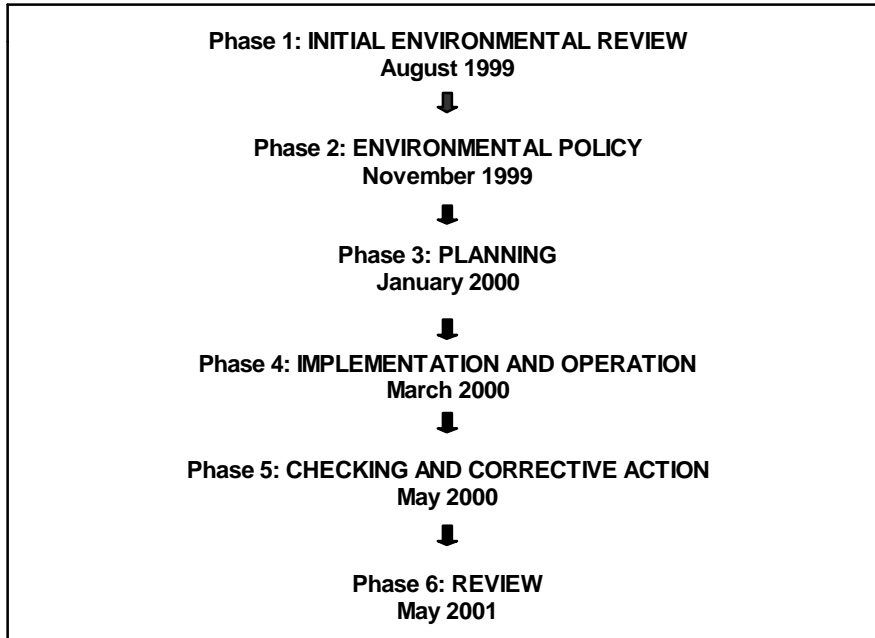 Phase 1: INITIAL ENVIRONMENTAL REVIEW
August 1999
Phase 2: ENVIRONMENTAL POLICY
November 1999
Phase 3: PLANNING
January 2000
Phase 4: IMPLEMENTATION AND OPERATION
March 2000
Phase 5: CHECKING AND CORRECTIVE ACTION
May 2000
Phase 6: REVIEW
May 2001